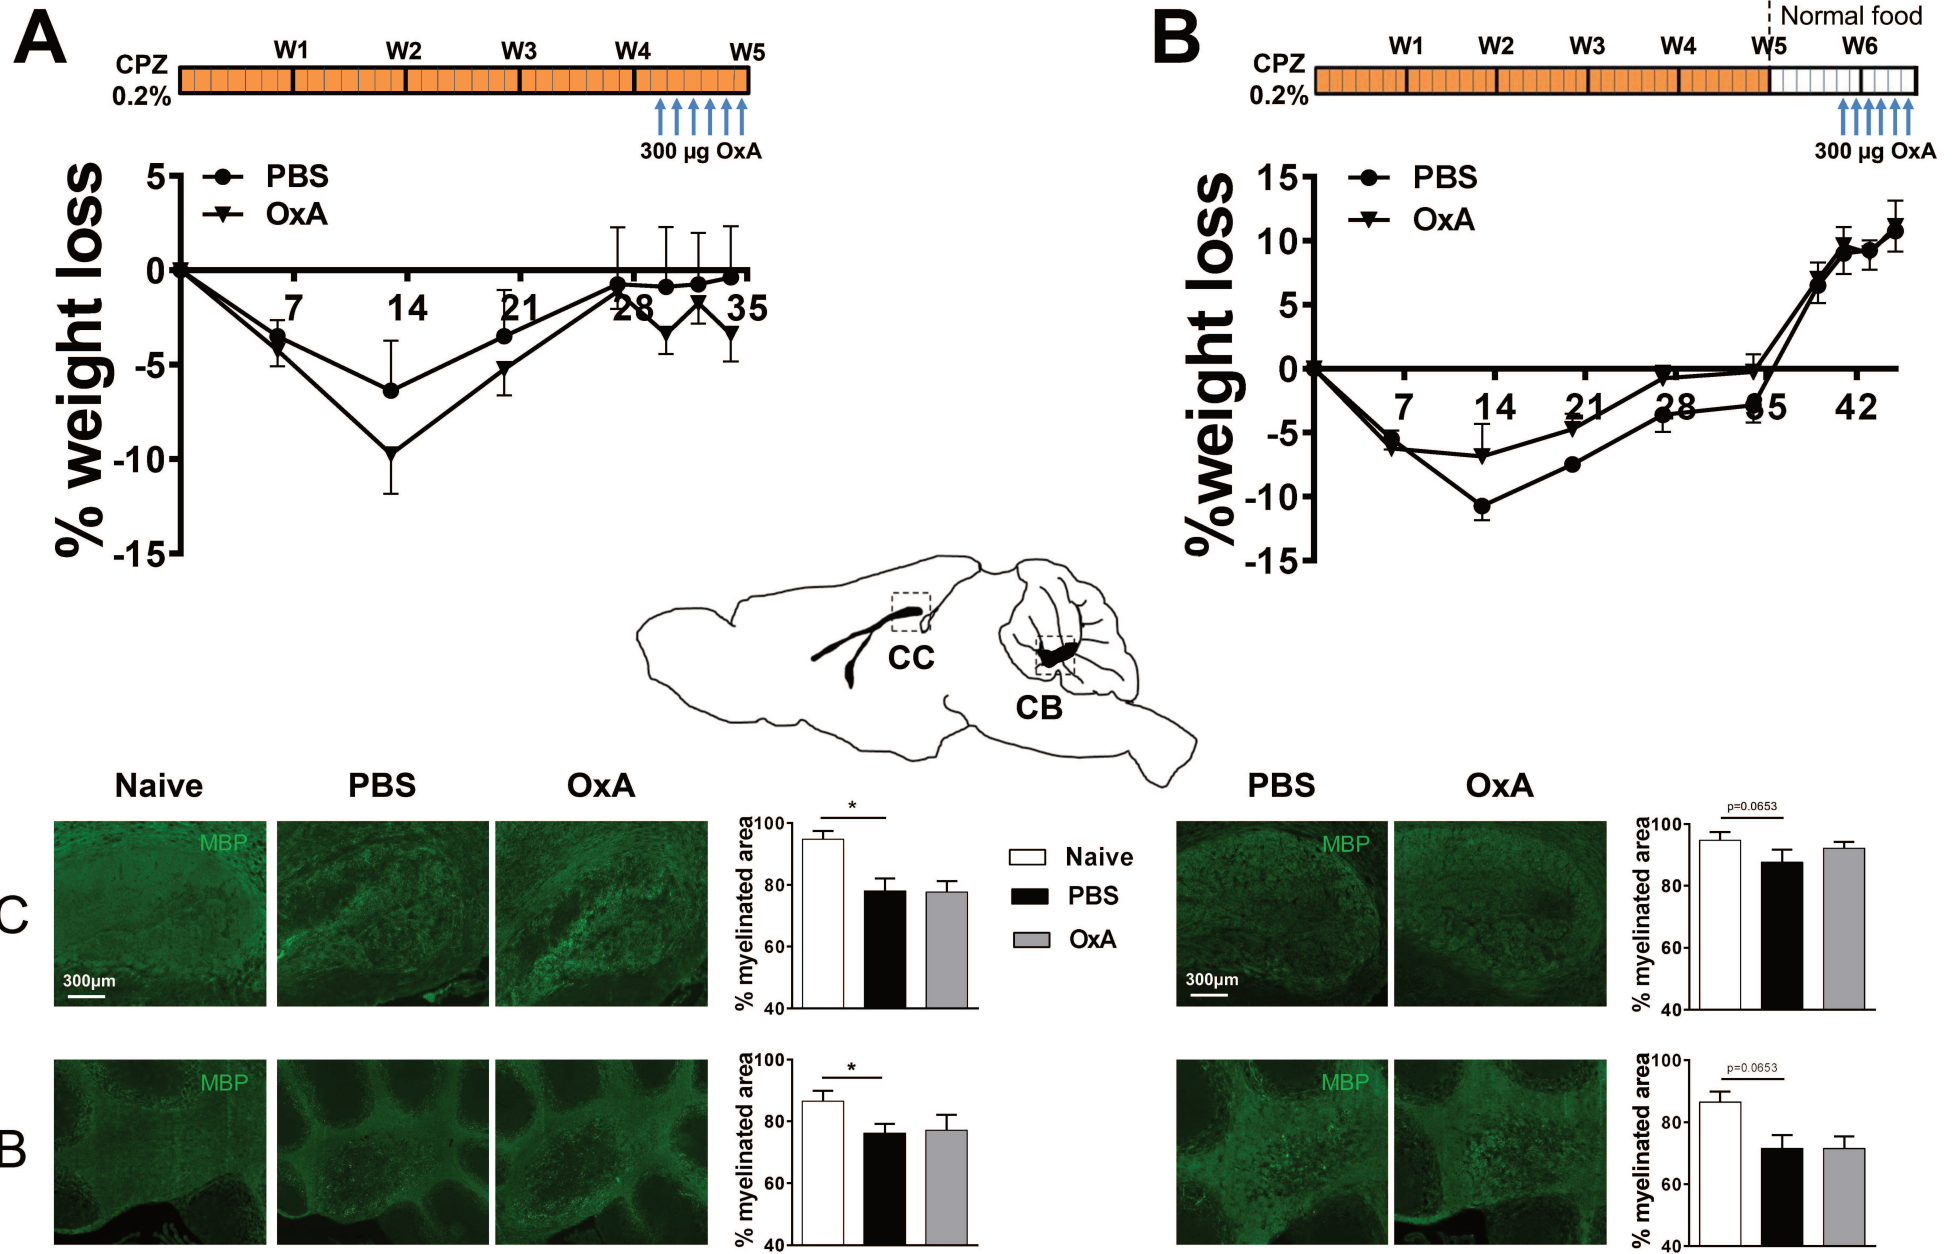 A
W1 W2 W3 W4 W5
CPZ
0.2%
300 µg OxA
PBS
OxA
% weight loss
5
0
-5
-10
-15
7 14 21 28 35
B
Normal food
W1 W2 W3 W4 W5 W6
CPZ
0.2%
300 µg OxA
PBS
OxA
%weight loss
15
10
5
0
-5
-10
-15
7 14 21 28 35 42
CC
CB
Naive PBS OxA
PBS OxA
C
MBP
300µm
% myelinated area
100
80
60
40
*
Naive
PBS
OxA
MBP
300µm
% myelinated area
100
80
60
40
p=0.0653
B
MBP
% myelinated area
100
80
60
40
*
MBP
% myelinated area
100
80
60
40
p=0.0653